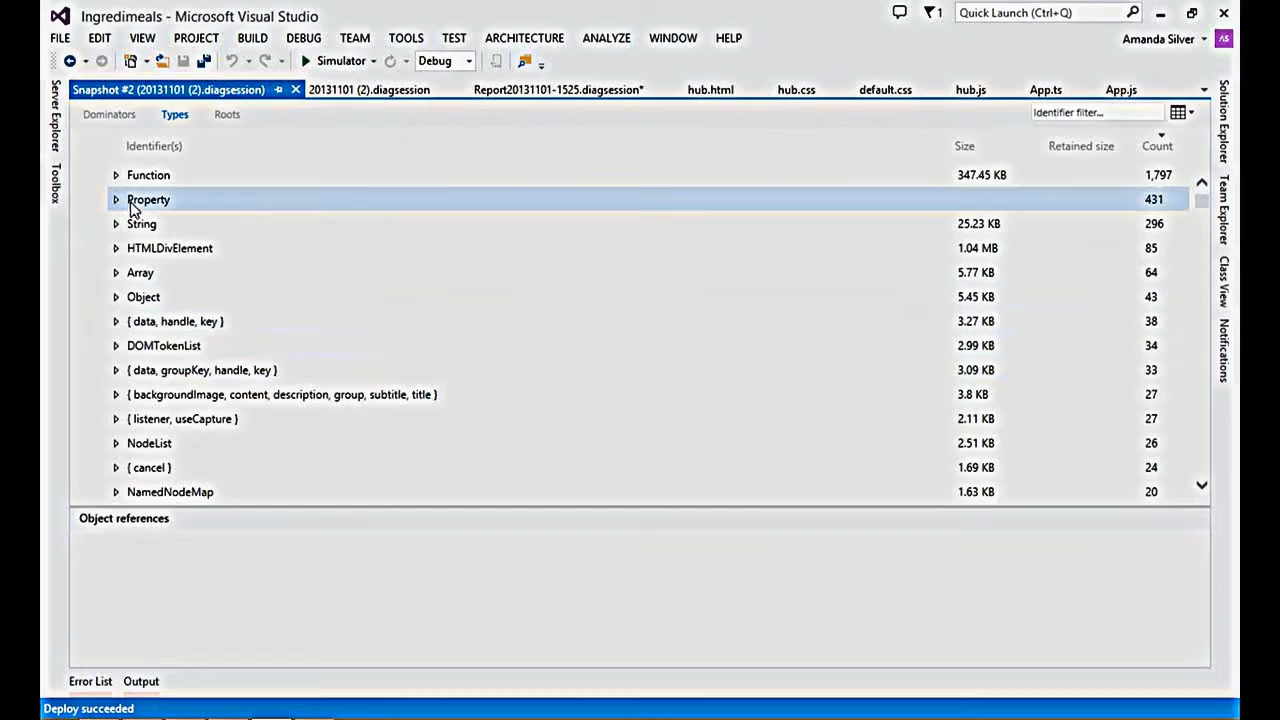 Ingredimeals - Microsoft Visual Studio
1
Quick Launch (Ctrl+Q)
FILE EDIT VIEW PROJECT BUILD DEBUG TEAM TOOLS TEST ARCHITECTURE ANALYZE WINDOW HELP
Amanda Silver
AS
Simulator
Debug
Snapshot #2 (20131101 (2).diagsession) 20131101 (2).diagsession Report20131101-1525.diagsession* hub.html hub.css default.css hub.js App.ts App.js
Server Explorer
Toolbox
Dominators Types Roots
Identifier filter...
Identifier(s) Size Retained size Count
Function 347.45 KB 1,797
Property 431
String 25.23 KB 296
HTMLDivElement 1.04 MB 85
Array 5.77 KB 64
Object 5.45 KB 43
{ data, handle, key } 3.27 KB 38
DOMTokenList 2.99 KB 34
{ data, groupKey, handle, key } 3.09 KB 33
{ backgroundImage, content, description, group, subtitle, title } 3.8 KB 27
{ listener, useCapture } 2.11 KB 27
NodeList 2.51 KB 26
{ cancel } 1.69 KB 24
NamedNodeMap 1.63 KB 20
Solution Explorer
Team Explorer
Class View
Notifications
Object references
Error List Output
Deploy succeeded